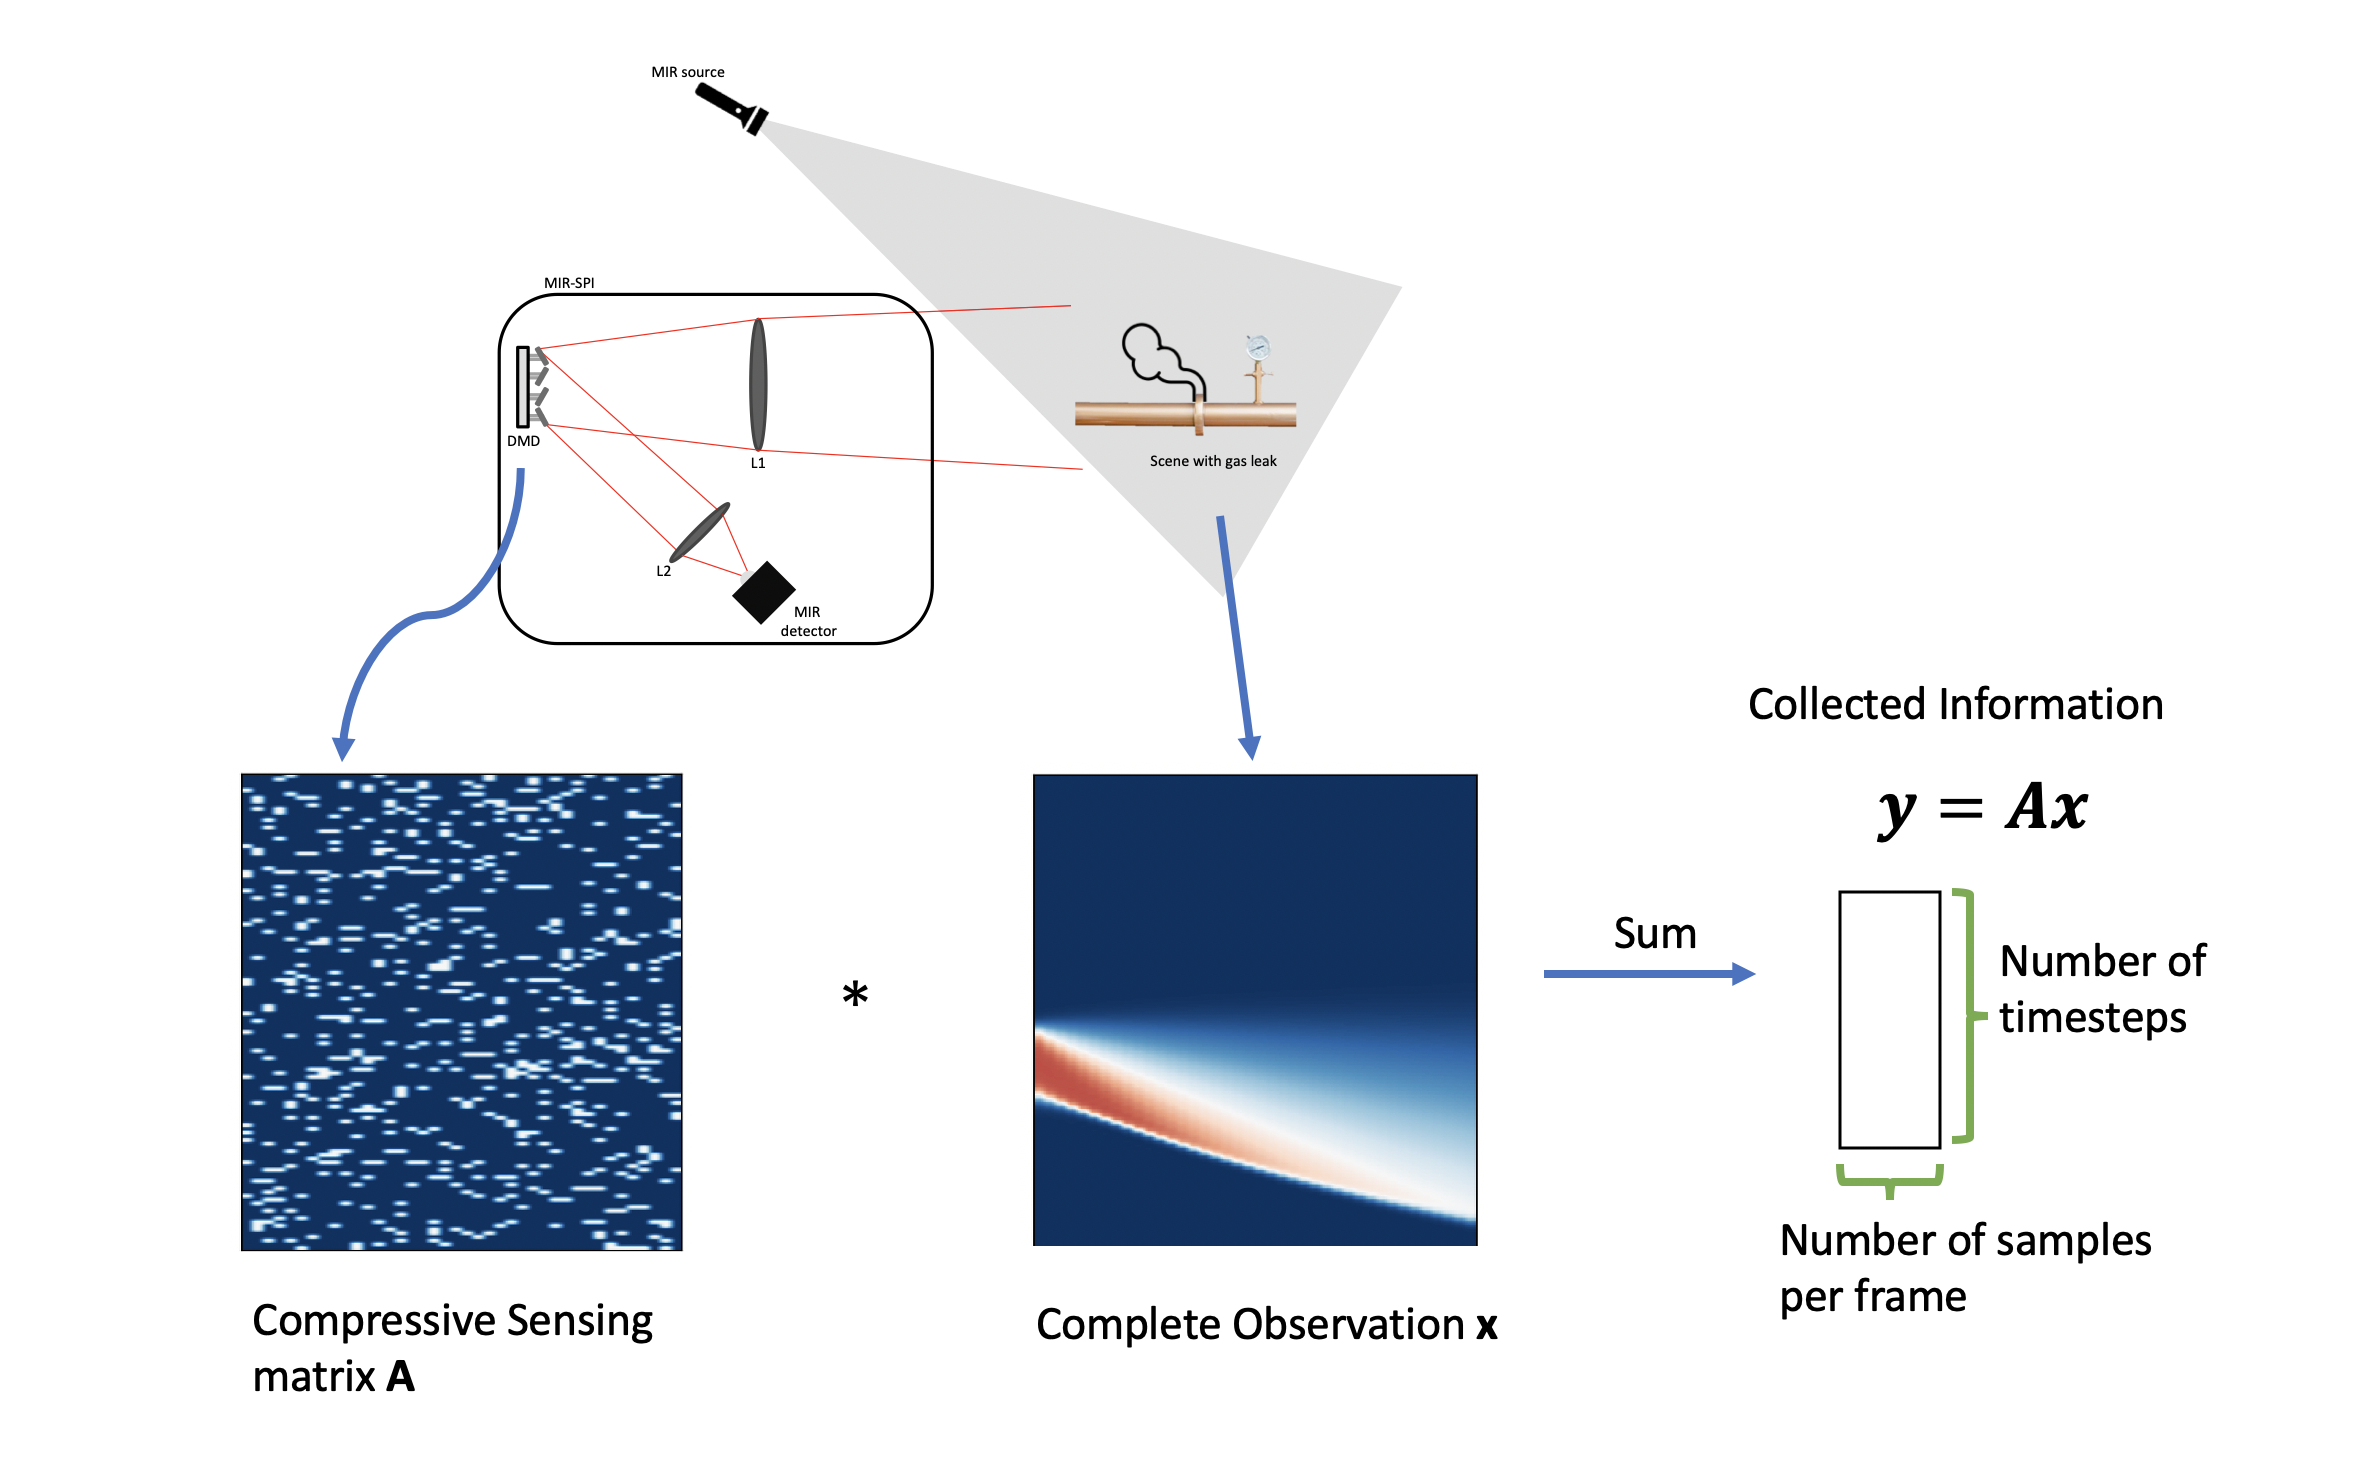 MIR source
MIR-SPI
DMD
L1
L2
MIR
detector
Scene with gas leak
Compressive Sensing
matrix A
*
Complete Observation x
Sum
Collected Information
y = Ax
Number of
timesteps
Number of samples
per frame